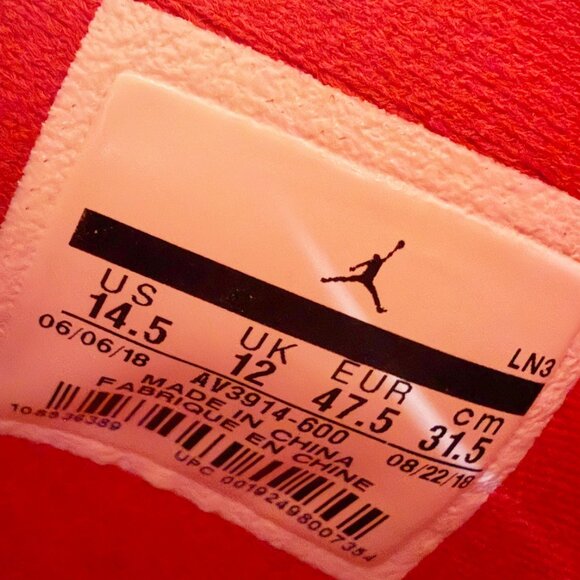 LN3
US UK EUR cm
14.5 12 47.5 31.5
06/06/18 AV3914-600 08/22/18
MADE IN CHINA
FABRIQUE EN CHINE
UPC 00192498007354